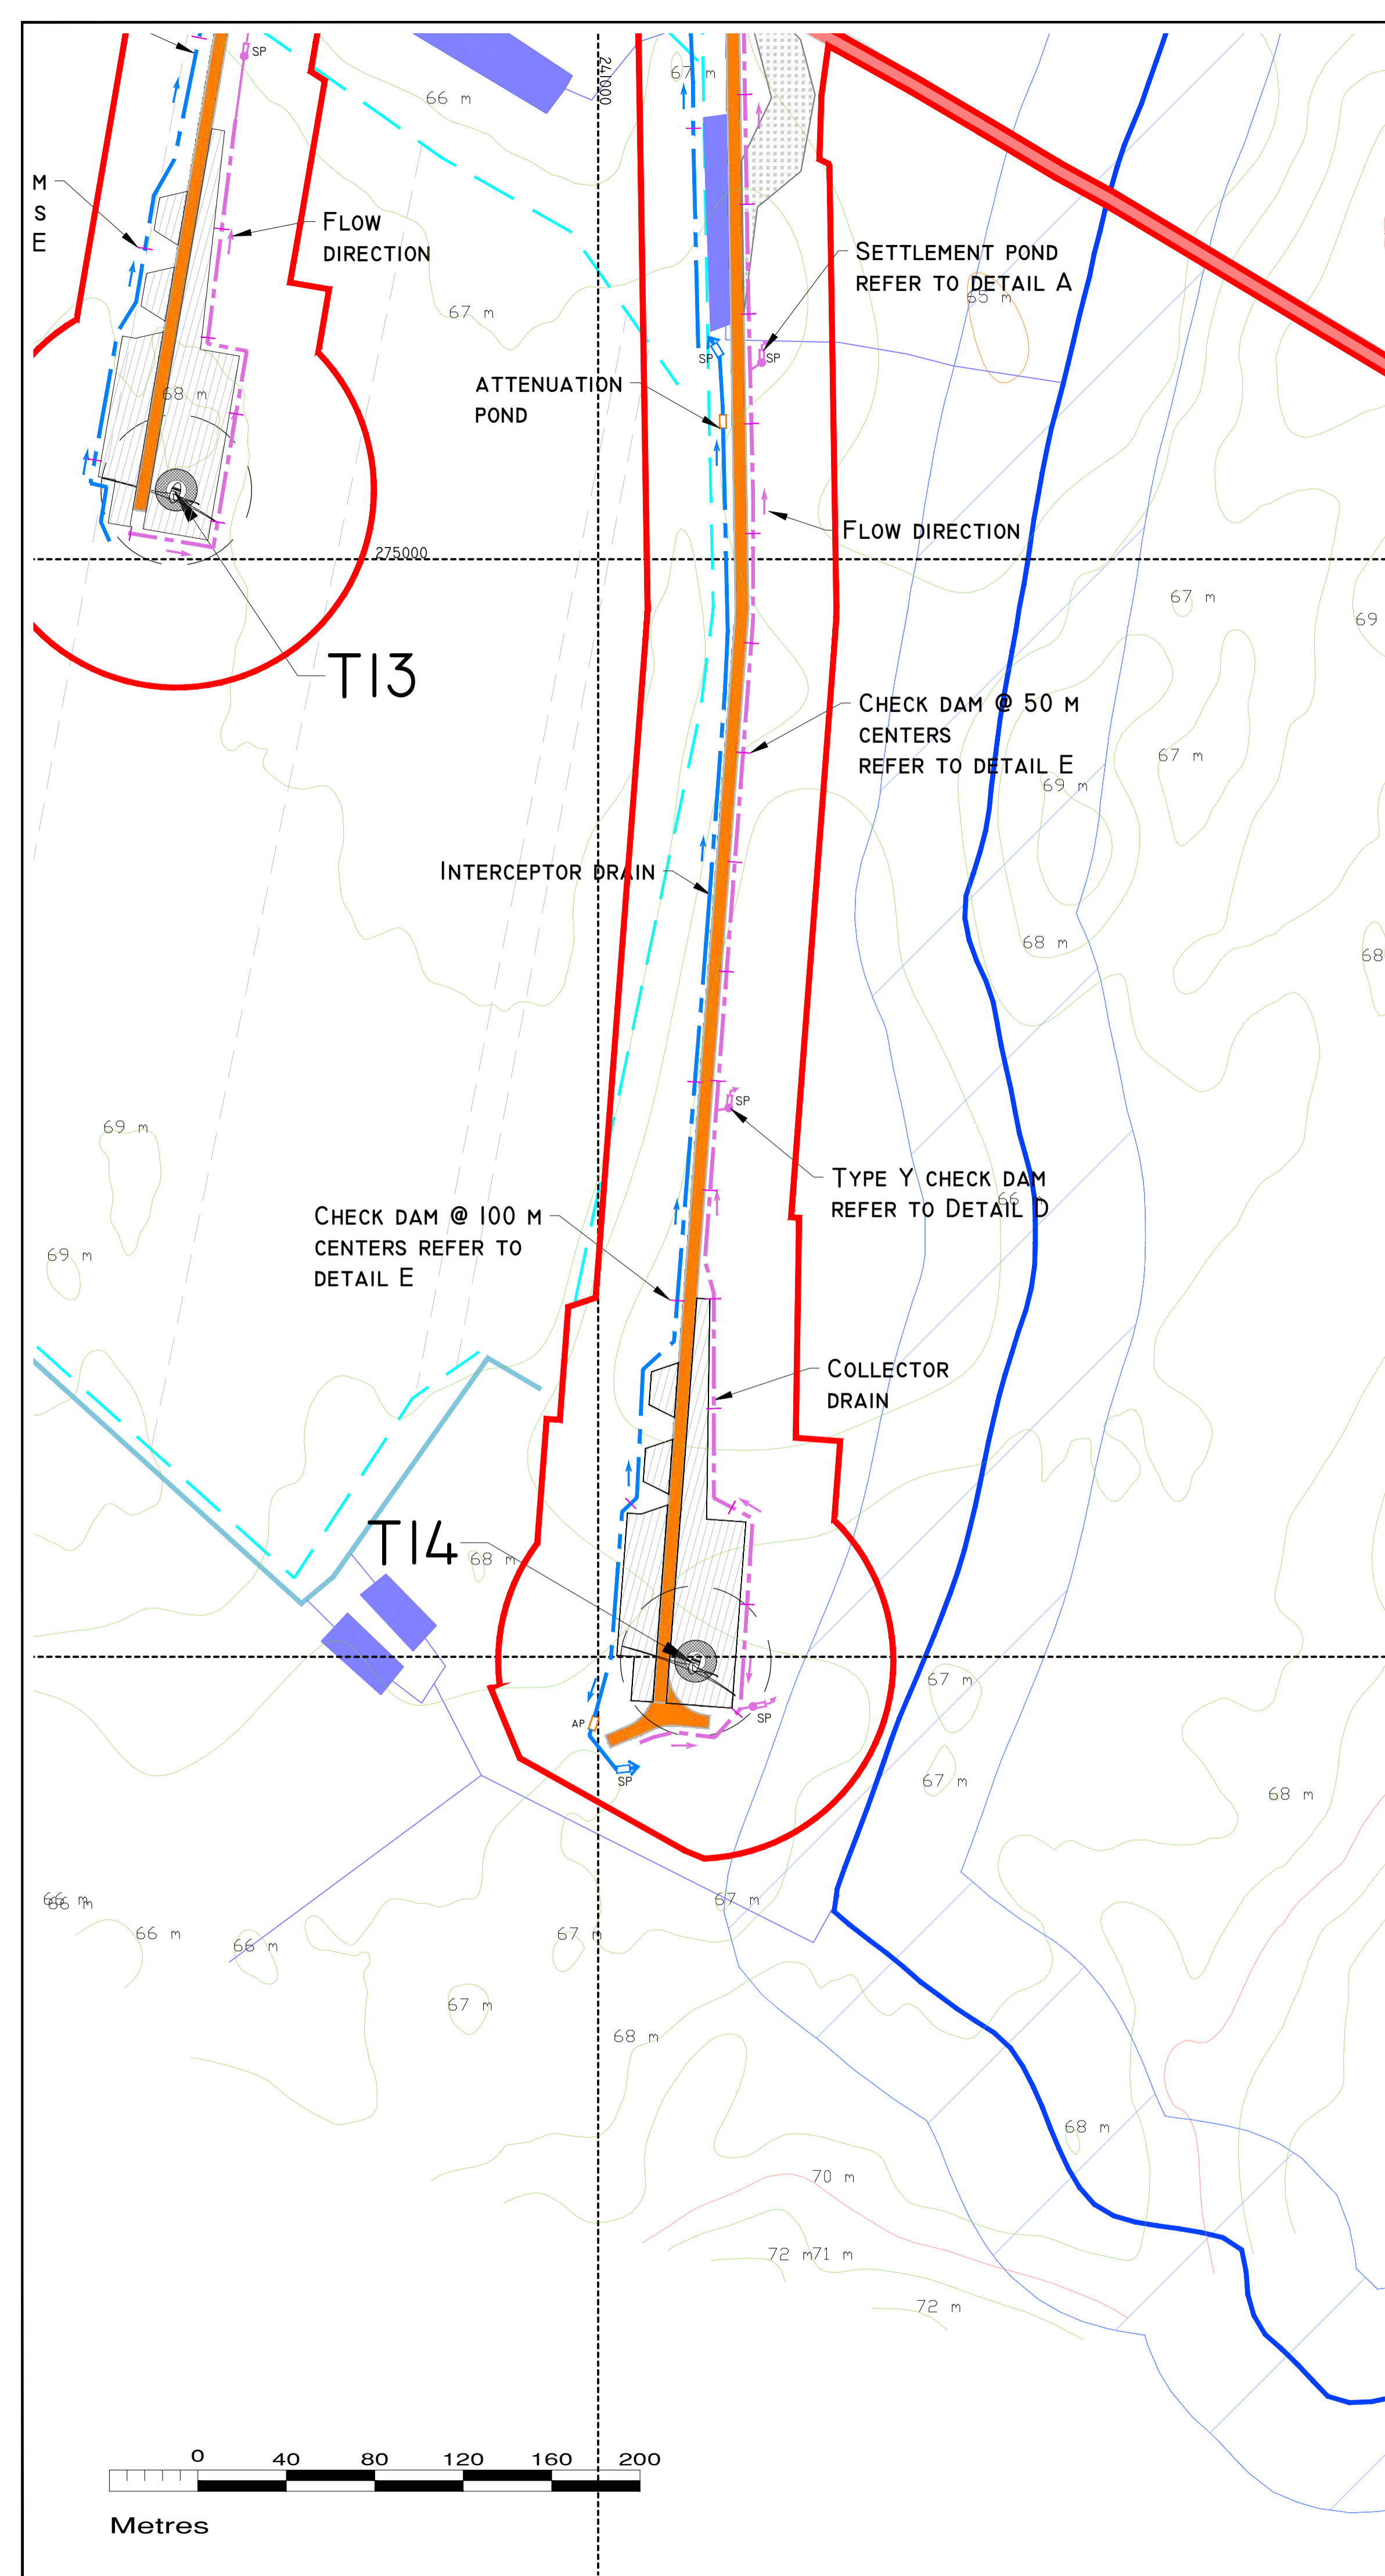 SP
241000
67 m
66 m
M
S
E
FLOW
DIRECTION
SETTLEMENT POND
REFER TO DETAIL A
65 m
67 m
SP
SP
ATTENUATION
POND
68 m
FLOW DIRECTION
275000
67 m
69
T13
CHECK DAM @ 50 M
CENTERS
REFER TO DETAIL E
67 m
69 m
INTERCEPTOR DRAIN
68 m
68
SP
69 m
TYPE Y CHECK DAM
REFER TO DETAIL D
66 m
CHECK DAM @ 100 M
CENTERS REFER TO
DETAIL E
69 m
COLLECTOR
DRAIN
T14
68 m
67 m
AP
SP
SP
67 m
68 m
66 m
66 m
67 m
66 m
66 m
67 m
67 m
68 m
68 m
70 m
72 m
71 m
72 m
0 40 80 120 160 200
Metres